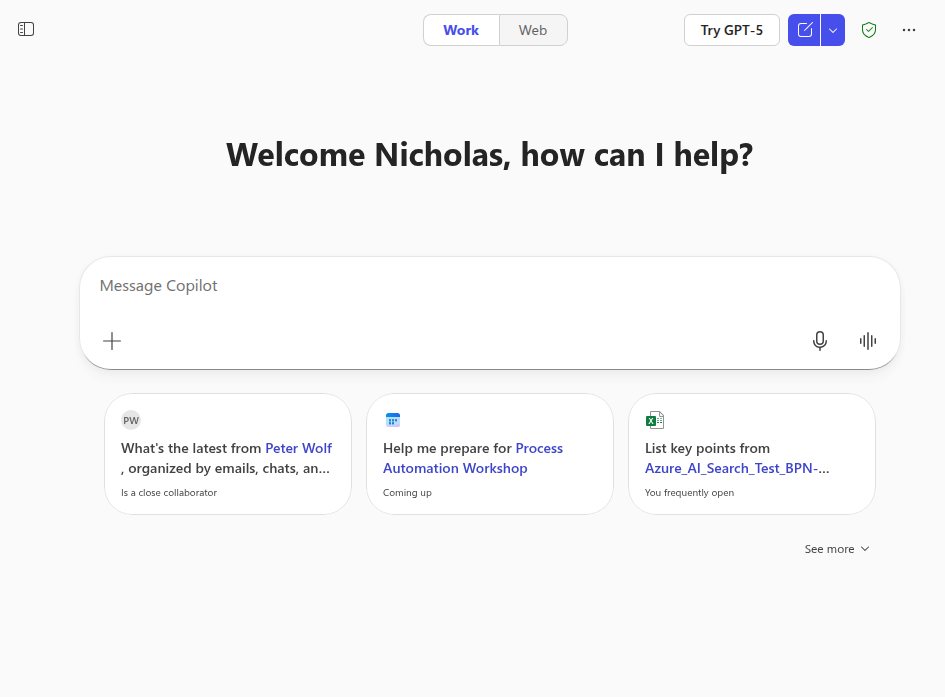 Work
Web
Try GPT-5
Welcome Nicholas, how can I help?
Message Copilot
PW
What's the latest from Peter Wolf
, organized by emails, chats, an...
Is a close collaborator
Help me prepare for Process
Automation Workshop
Coming up
X
List key points from
Azure_AI_Search_Test_BPN-...
You frequently open
See more